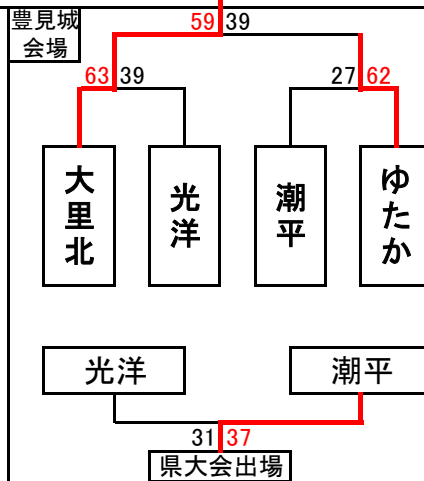 豊見城
会場
59 39
63 39
27 62
大里北
光洋
潮平
ゆたか
光洋
潮平
31 37
県大会出場